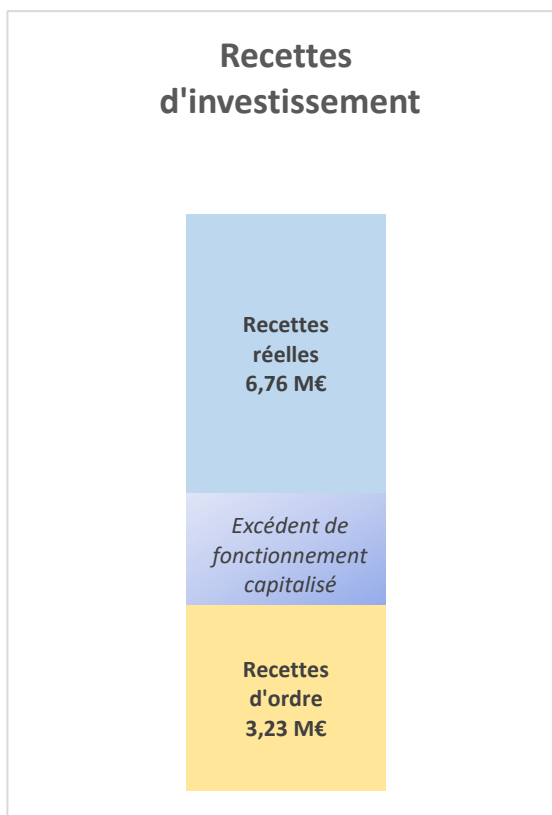 Recettes
d'investissement
Recettes
réelles
6,76 M€
Excédent de
fonctionnement
capitalisé
Recettes
d'ordre
3,23 M€